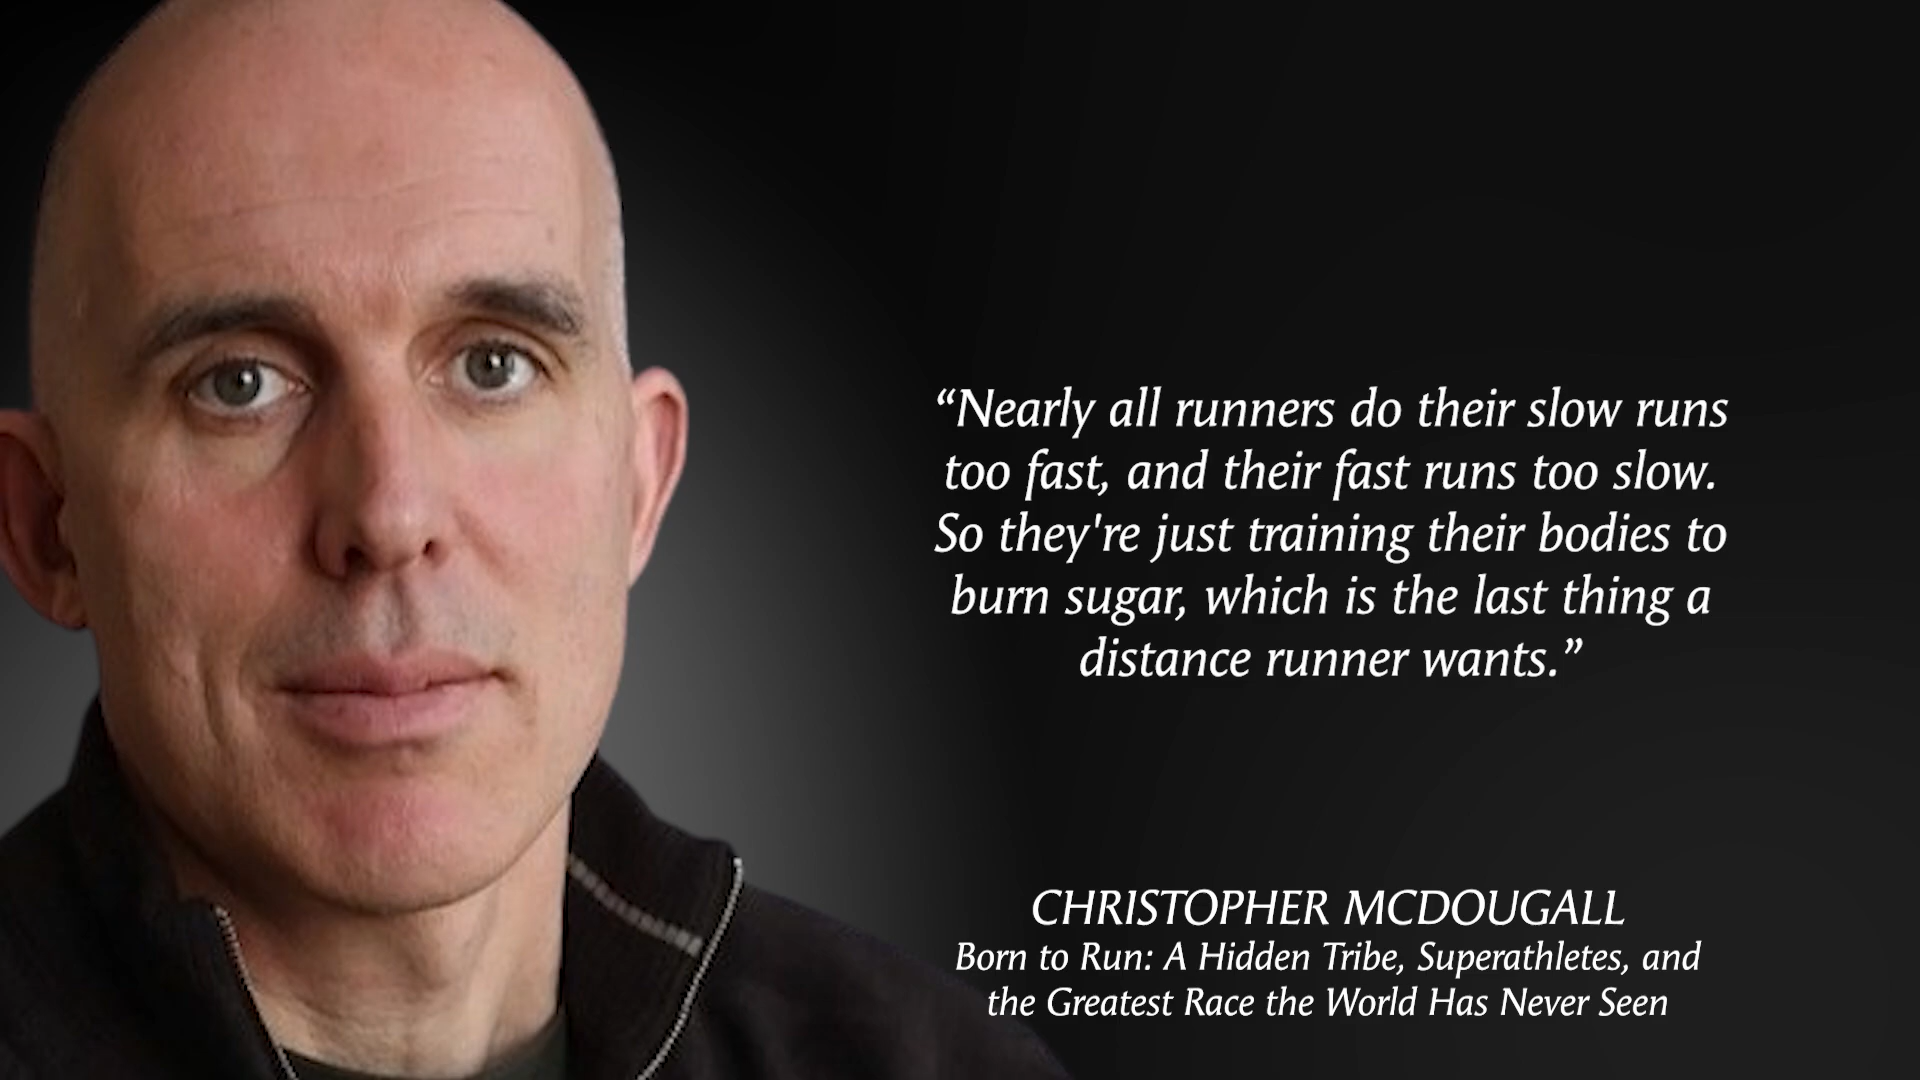 “Nearly all runners do their slow runs
too fast, and their fast runs too slow.
So they're just training their bodies to
burn sugar, which is the last thing a
distance runner wants.”
CHRISTOPHER MCDOUGALL
Born to Run: A Hidden Tribe, Superathletes, and
the Greatest Race the World Has Never Seen